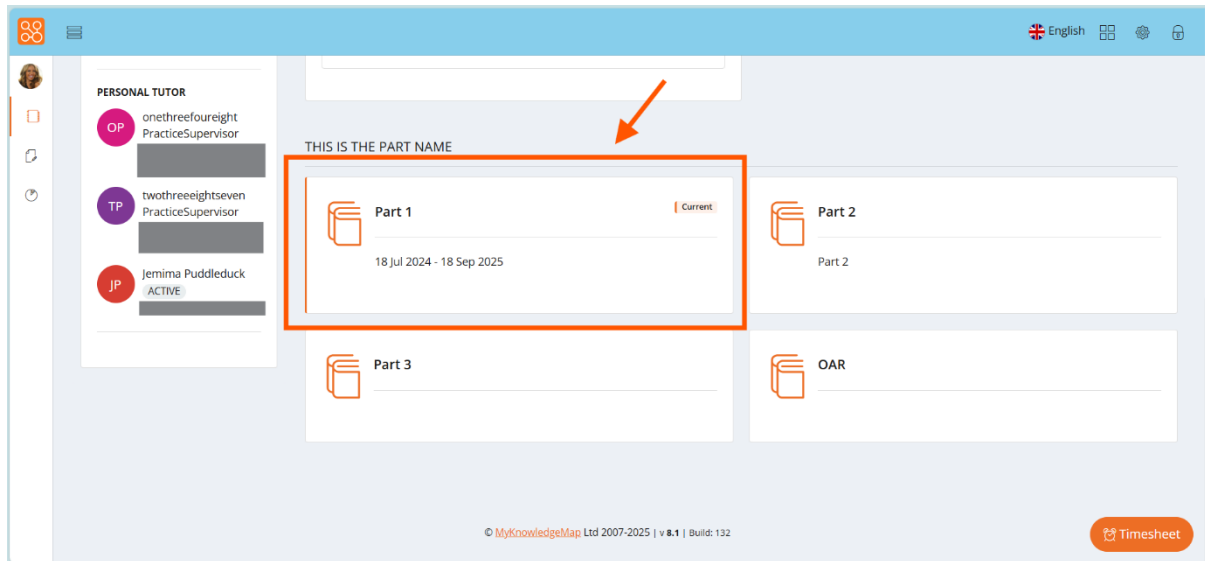 English
PERSONAL TUTOR
OP
onethreefoureight
PracticeSupervisor
TP
twothreeeightseven
PracticeSupervisor
JP
Jemima Puddleduck
ACTIVE
THIS IS THE PART NAME
Part 1
Current
18 Jul 2024 - 18 Sep 2025
Part 2
Part 2
Part 3
OAR
© MyKnowledgeMap Ltd 2007-2025 | v 8.1 | Build: 132
Timesheet